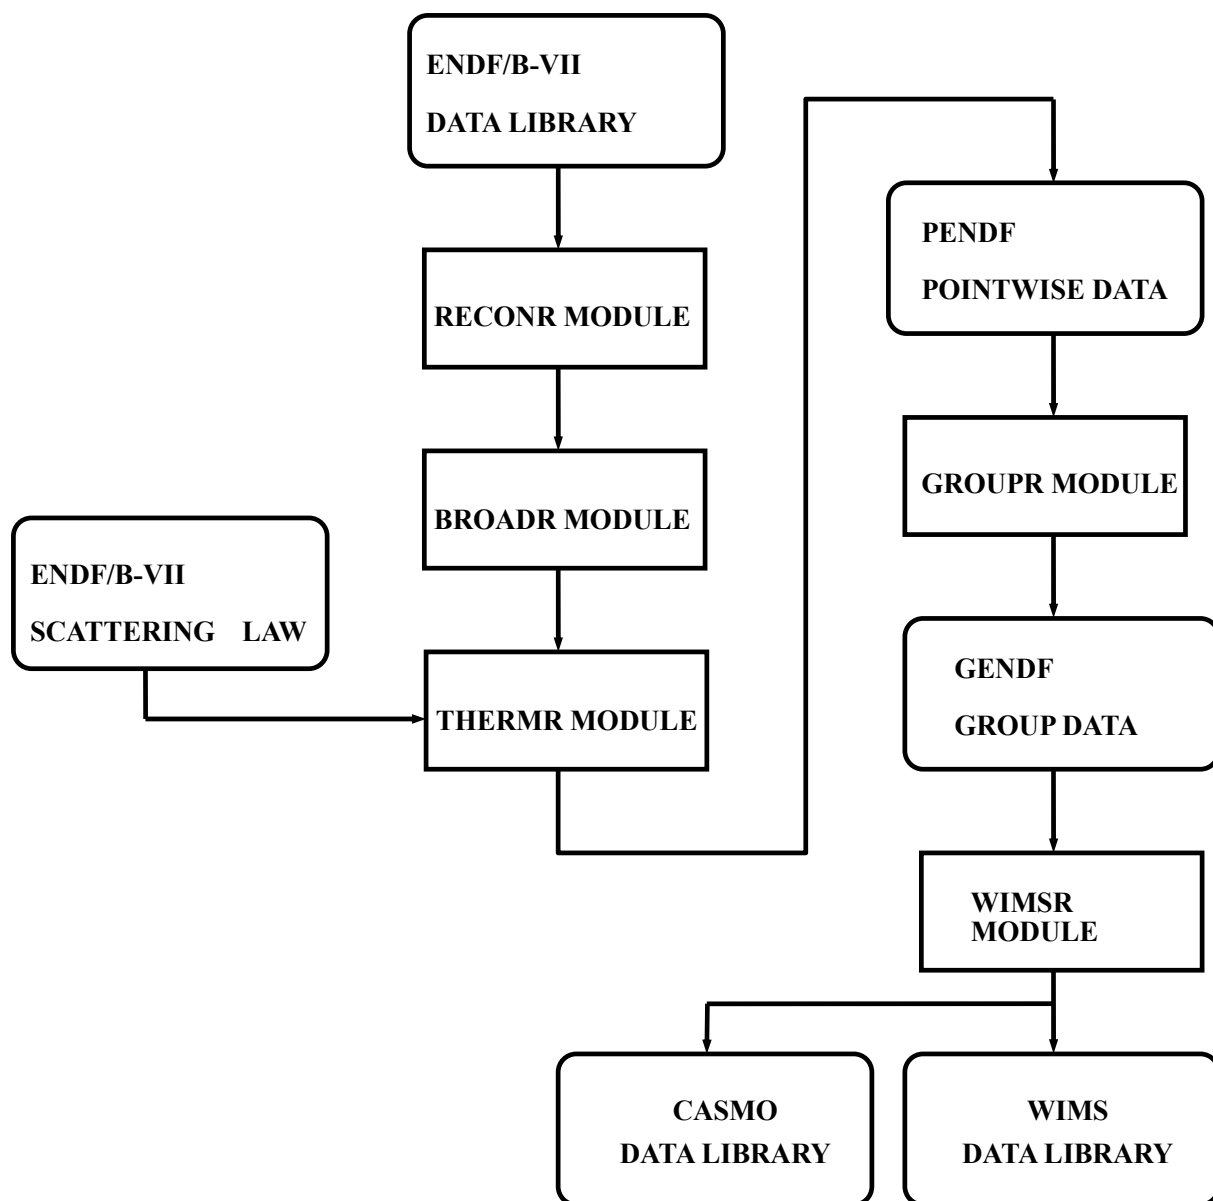 ENDF/B-VII
DATA LIBRARY
RECONR MODULE
BROADR MODULE
ENDF/B-VII
SCATTERING LAW
THERMR MODULE
PENDF
POINTWISE DATA
GROUPR MODULE
GENDF
GROUP DATA
WIMSR
MODULE
CASMO
DATA LIBRARY
WIMS
DATA LIBRARY